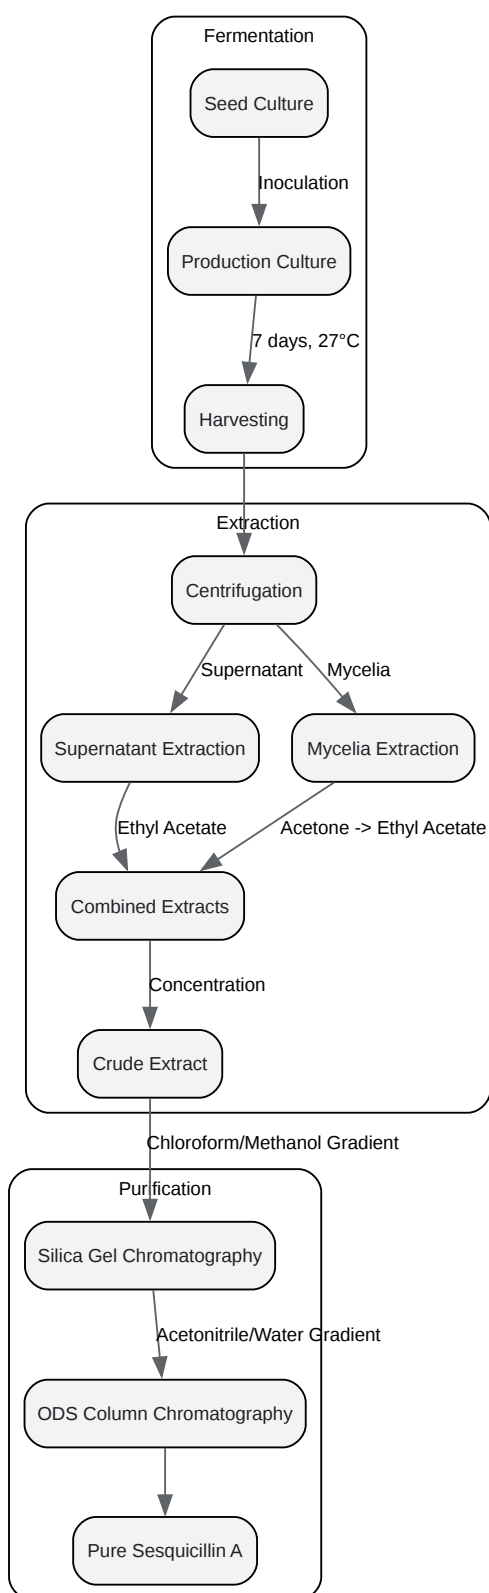 Fermentation
Seed Culture
Inoculation
Production Culture
7 days, 27°C
Harvesting
Extraction
Centrifugation
Supernatant
Mycelia
Supernatant Extraction
Mycelia Extraction
Ethyl Acetate
Acetone -> Ethyl Acetate
Combined Extracts
Concentration
Crude Extract
Chloroform/Methanol Gradient
Purification
Silica Gel Chromatography
Acetonitrile/Water Gradient
ODS Column Chromatography
Pure Sesquicillin A